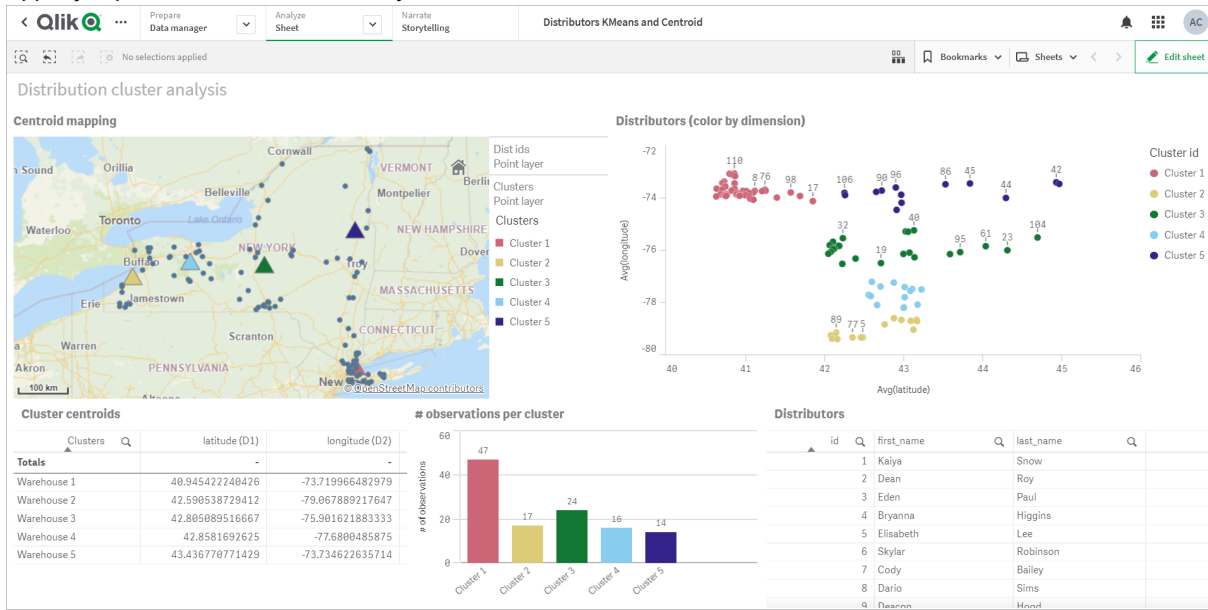 Qlik
Prepare
Data manager
Analyze
Sheet
Narrate
Storytelling
Distributors KMeans and Centroid
AC
No selections applied
Bookmarks
Sheets
Edit sheet
Distribution cluster analysis
Centroid mapping
Cornwall
Orillia
VERMONT
Berlin
Belleville
Montpelier
Toronto
Lake Ontario
Waterloo
NEW HAMPSHIRE
NEW YORK
Dover
Buffalo
Troy
MASSACHUSETTS
Erie
Jamestown
CONNECTICUT
Scranton
Warren
Akron
PENNSYLVANIA
New
100 km
© OpenStreetMap contributors
Dist ids
Point layer
Clusters
Point layer
Clusters
Cluster 1
Cluster 2
Cluster 3
Cluster 4
Cluster 5
Distributors (color by dimension)
Avg(longitude)
-72
-74
-76
-78
-80
110
8 76
98
17
106
90 96
86
45
44
42
32
19
40
95
61
23
104
89
77 5
40 41 42 43 44 45 46
Avg(latitude)
Cluster id
Cluster 1
Cluster 2
Cluster 3
Cluster 4
Cluster 5
Cluster centroids
Clusters latitude (D1) longitude (D2)
Totals - -
Warehouse 1 40.945422240426 -73.719966482979
Warehouse 2 42.590538729412 -79.067889217647
Warehouse 3 42.805089516667 -75.901621883333
Warehouse 4 42.8581692625 -77.6800485875
Warehouse 5 43.436770771429 -73.734622635714
# observations per cluster
# of observations
60
40
20
0
47
17
24
16
14
Cluster 1
Cluster 2
Cluster 3
Cluster 4
Cluster 5
Distributors
id first_name last_name
1 Kaiya Snow
2 Dean Roy
3 Eden Paul
4 Bryanna Higgins
5 Elisabeth Lee
6 Skylar Robinson
7 Cody Bailey
8 Dario Sims
9 Deacon Hood